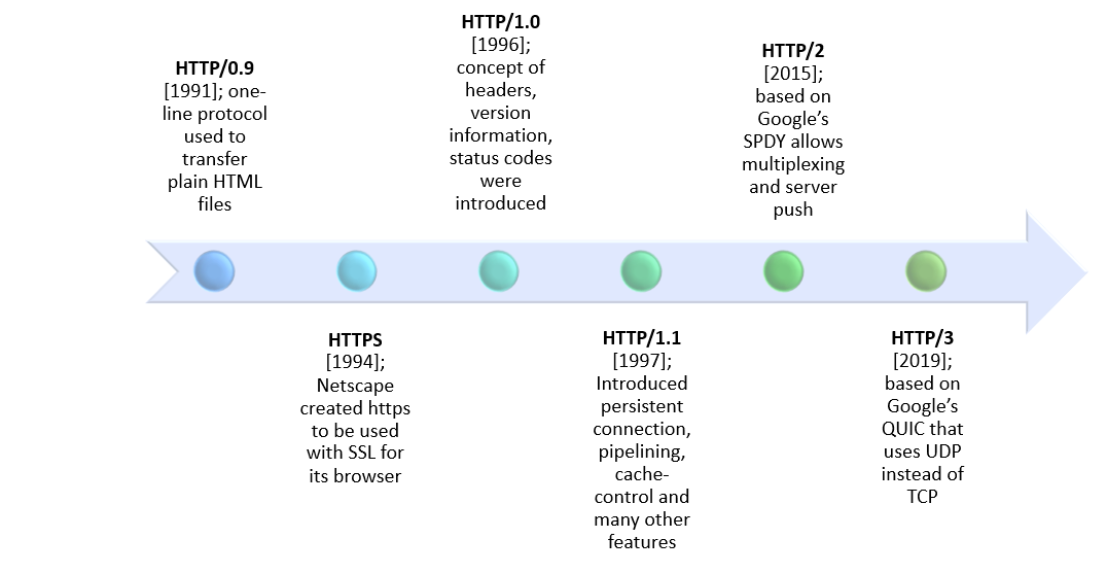 HTTP/0.9
[1991]; one-
line protocol
used to
transfer
plain HTML
files
HTTPS
[1994];
Netscape
created https
to be used
with SSL for
its browser
HTTP/1.0
[1996];
concept of
headers,
version
information,
status codes
were
introduced
HTTP/1.1
[1997];
Introduced
persistent
connection,
pipelining,
cache-
control and
many other
features
HTTP/2
[2015];
based on
Google’s
SPDY allows
multiplexing
and server
push
HTTP/3
[2019];
based on
Google’s
QUIC that
uses UDP
instead of
TCP